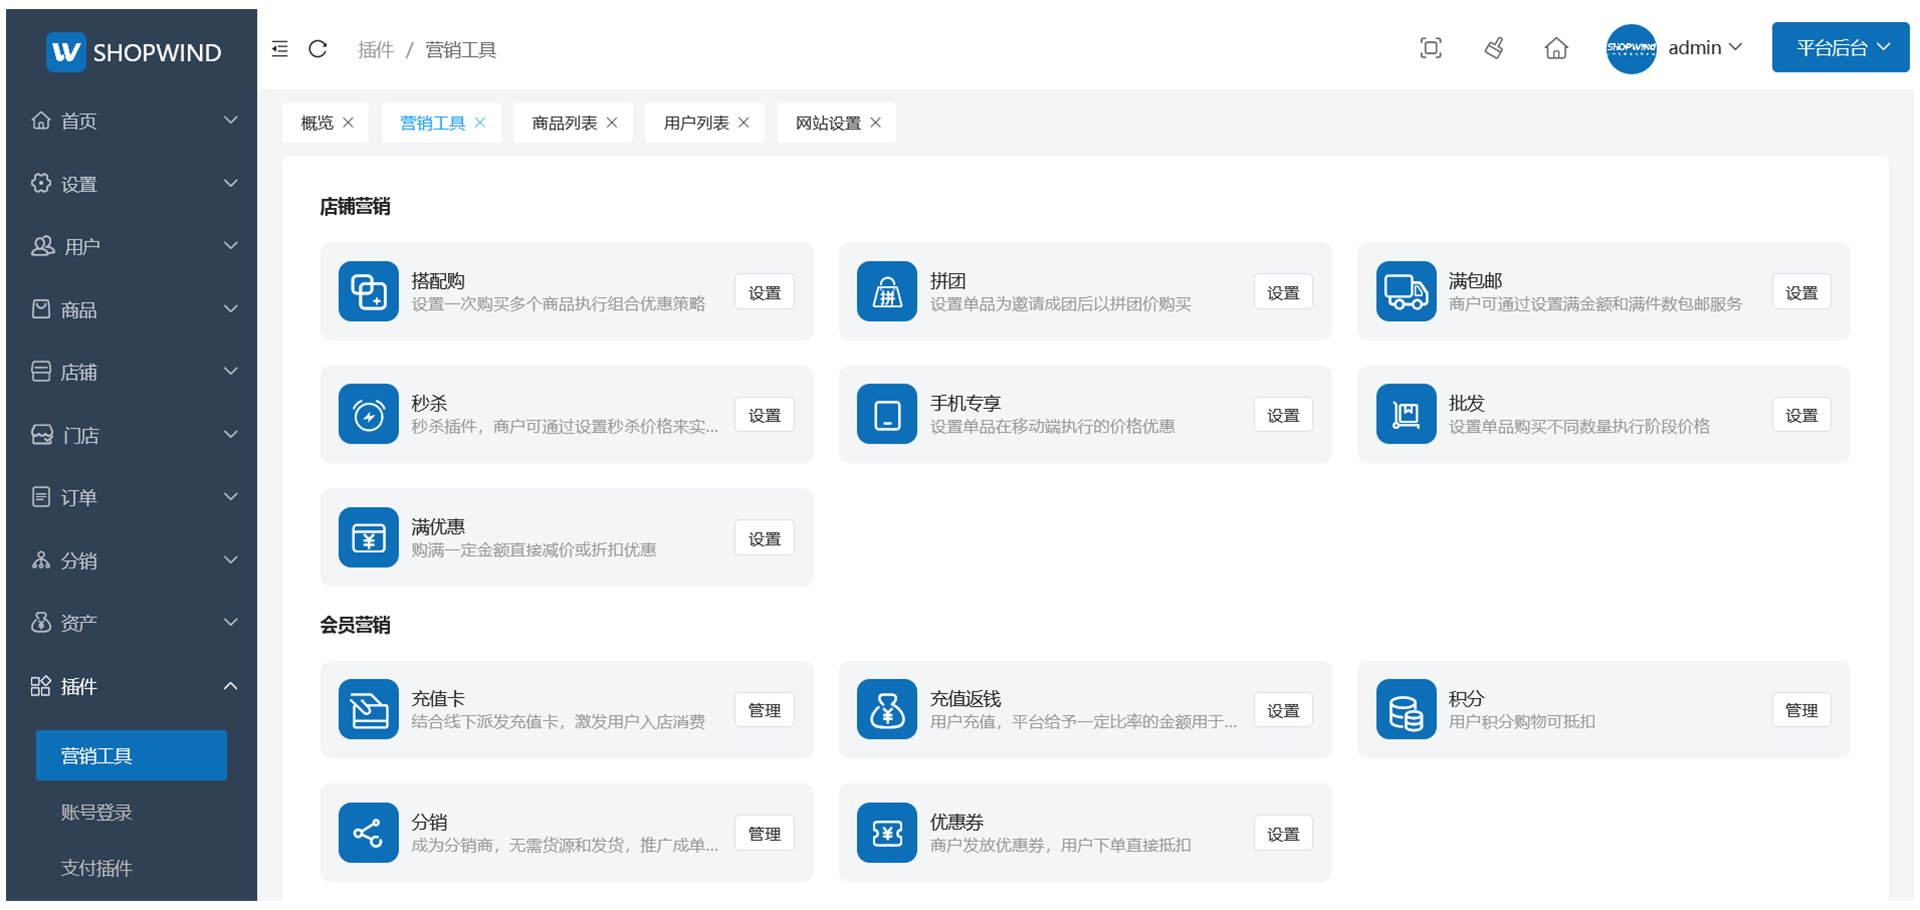 SHOPWIND
插件 / 营销工具
SHOPWIND
admin
平台后台
首页
设置
用户
商品
店铺
门店
订单
分销
资产
插件
营销工具
账号登录
支付插件
概览
营销工具
商品列表
用户列表
网站设置
店铺营销
搭配购
设置一次购买多个商品执行组合优惠策略
设置
拼
拼团
设置单品为邀请成团后以拼团价购买
设置
满包邮
商户可通过设置满金额和满件数包邮服务
设置
秒杀
秒杀插件，商户可通过设置秒杀价格来实...
设置
手机专享
设置单品在移动端执行的价格优惠
设置
批发
设置单品购买不同数量执行阶段价格
设置
满优惠
购满一定金额直接减价或折扣优惠
设置
会员营销
充值卡
结合线下派发充值卡，激发用户入店消费
管理
充值返钱
用户充值，平台给予一定比率的金额用于...
设置
积分
用户积分购物可抵扣
管理
分销
成为分销商，无需货源和发货，推广成单...
管理
优惠券
商户发放优惠券，用户下单直接抵扣
设置